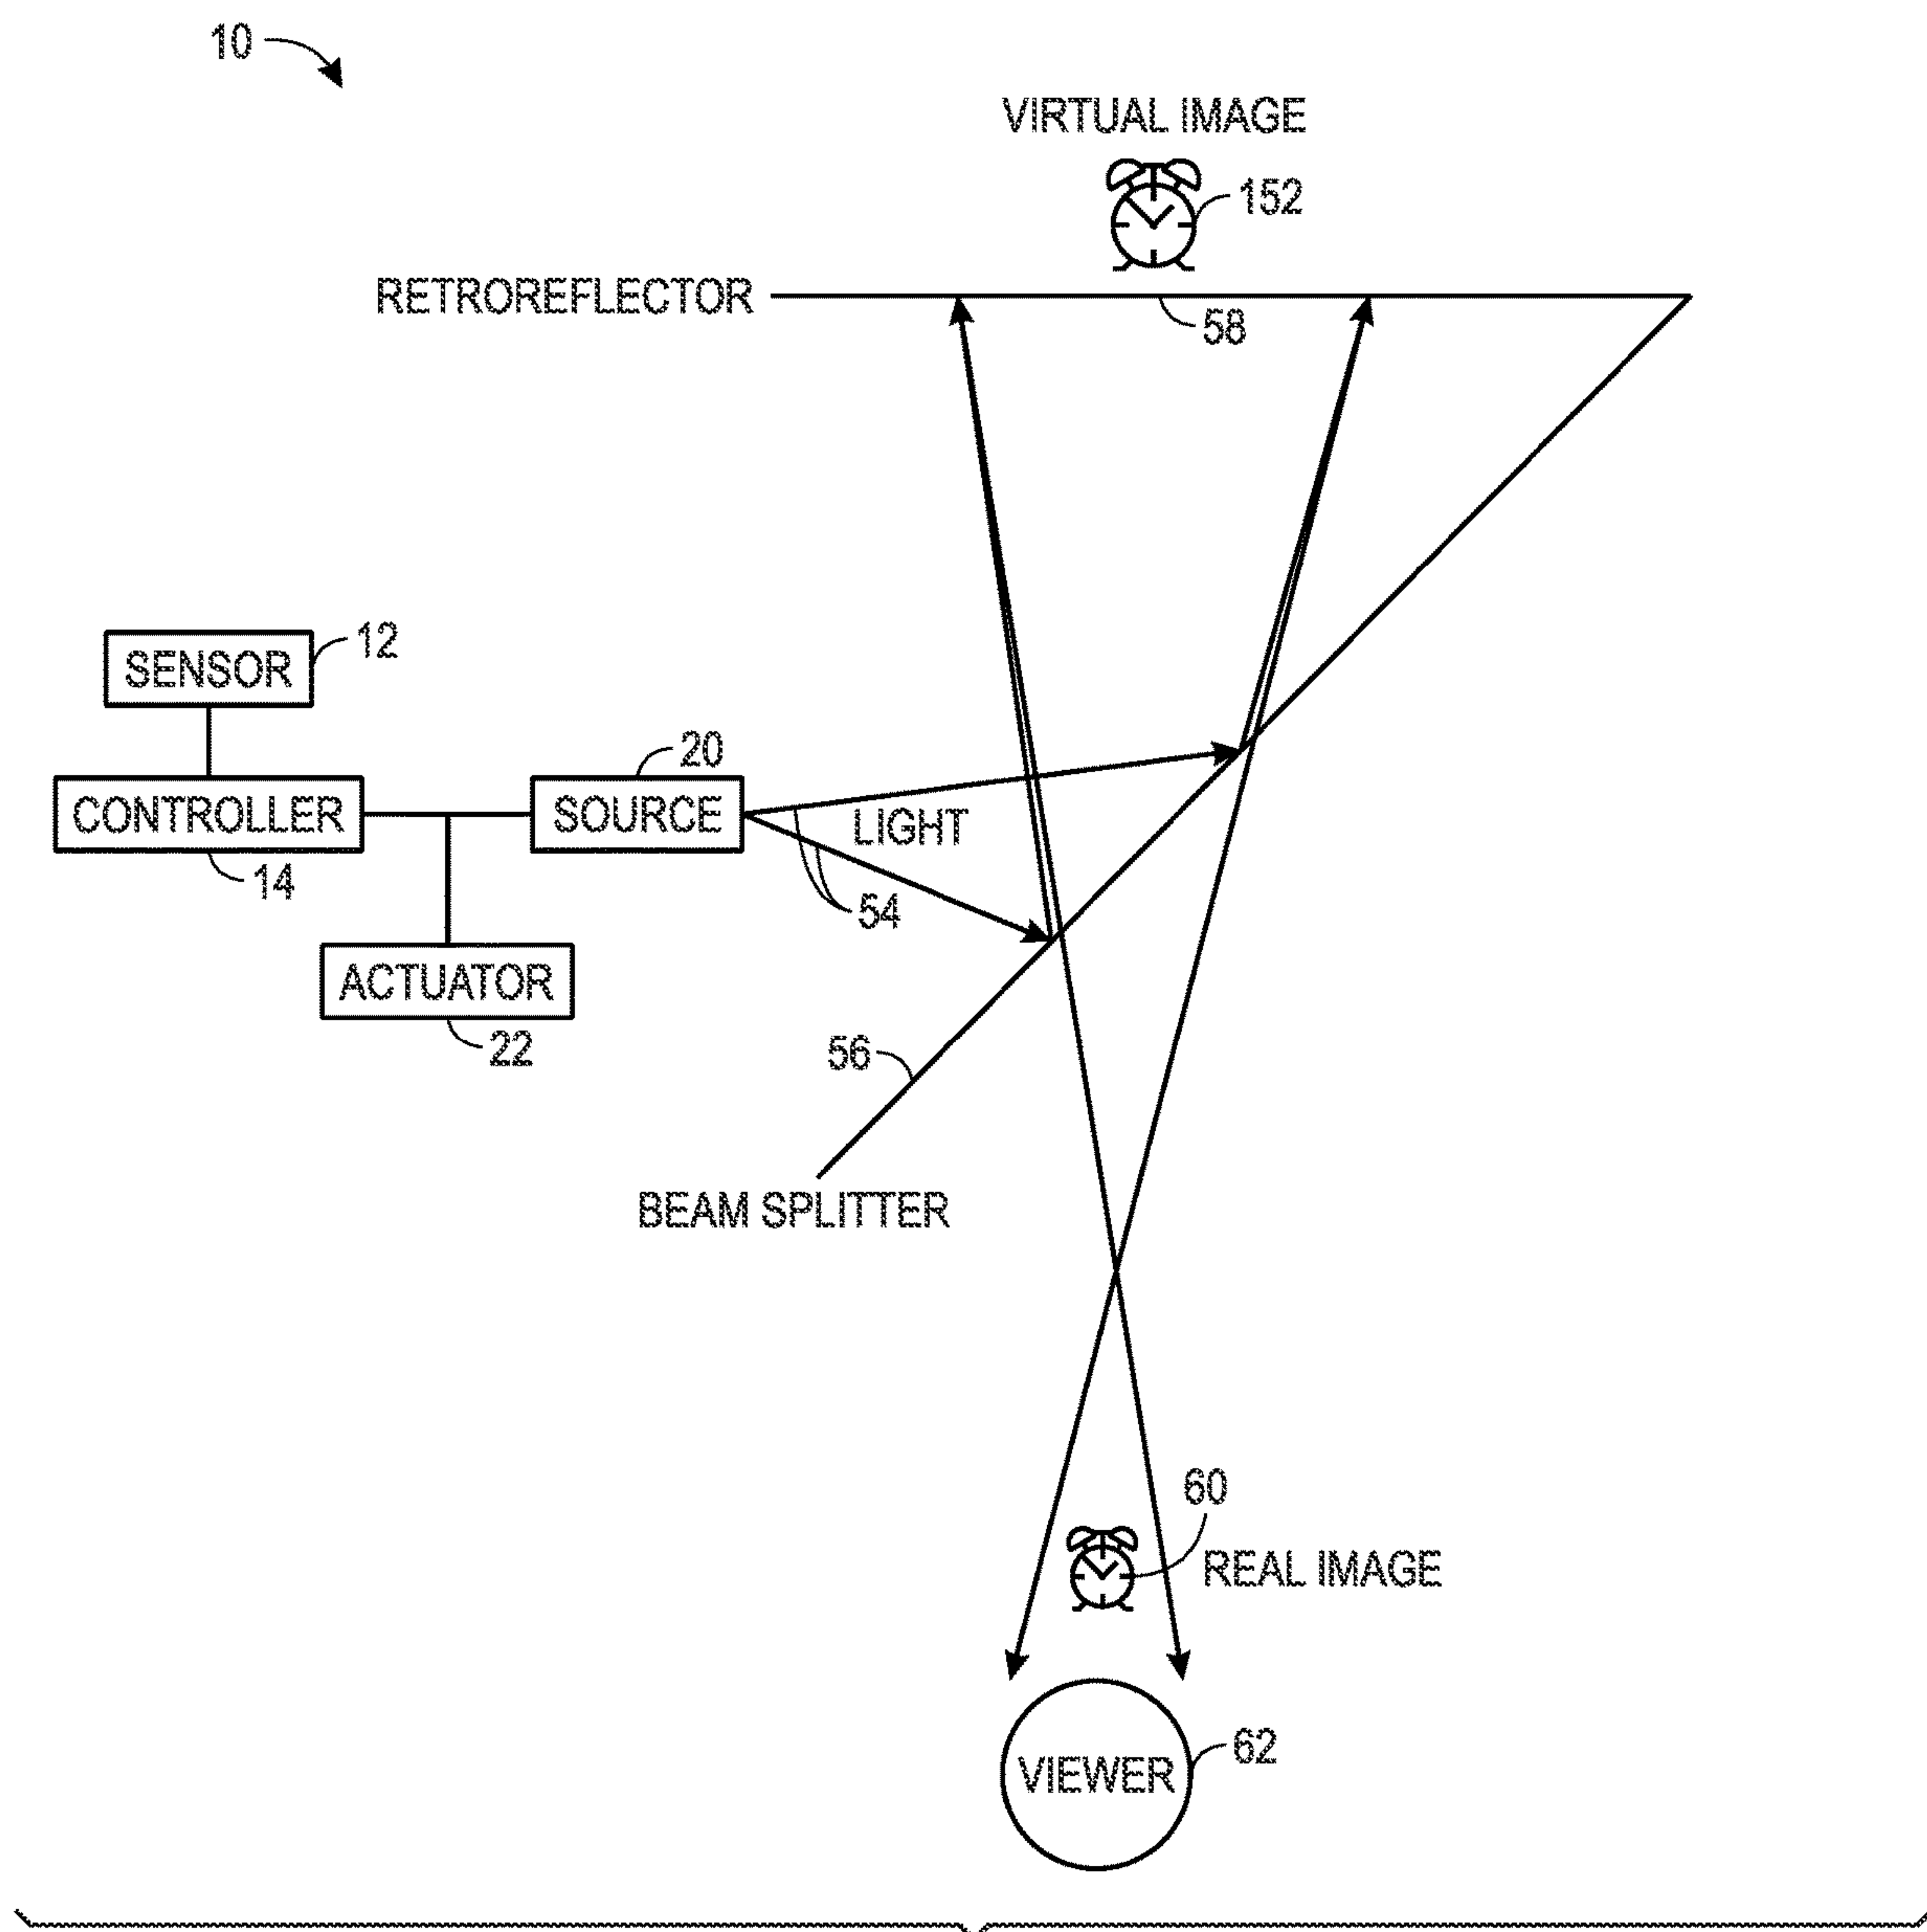 10
VIRTUAL IMAGE
152
RETROREFLECTOR
58
12
SENSOR
20
CONTROLLER
SOURCE
LIGHT
14
54
ACTUATOR
22
56
BEAM SPLITTER
60
REAL IMAGE
62
VIEWER